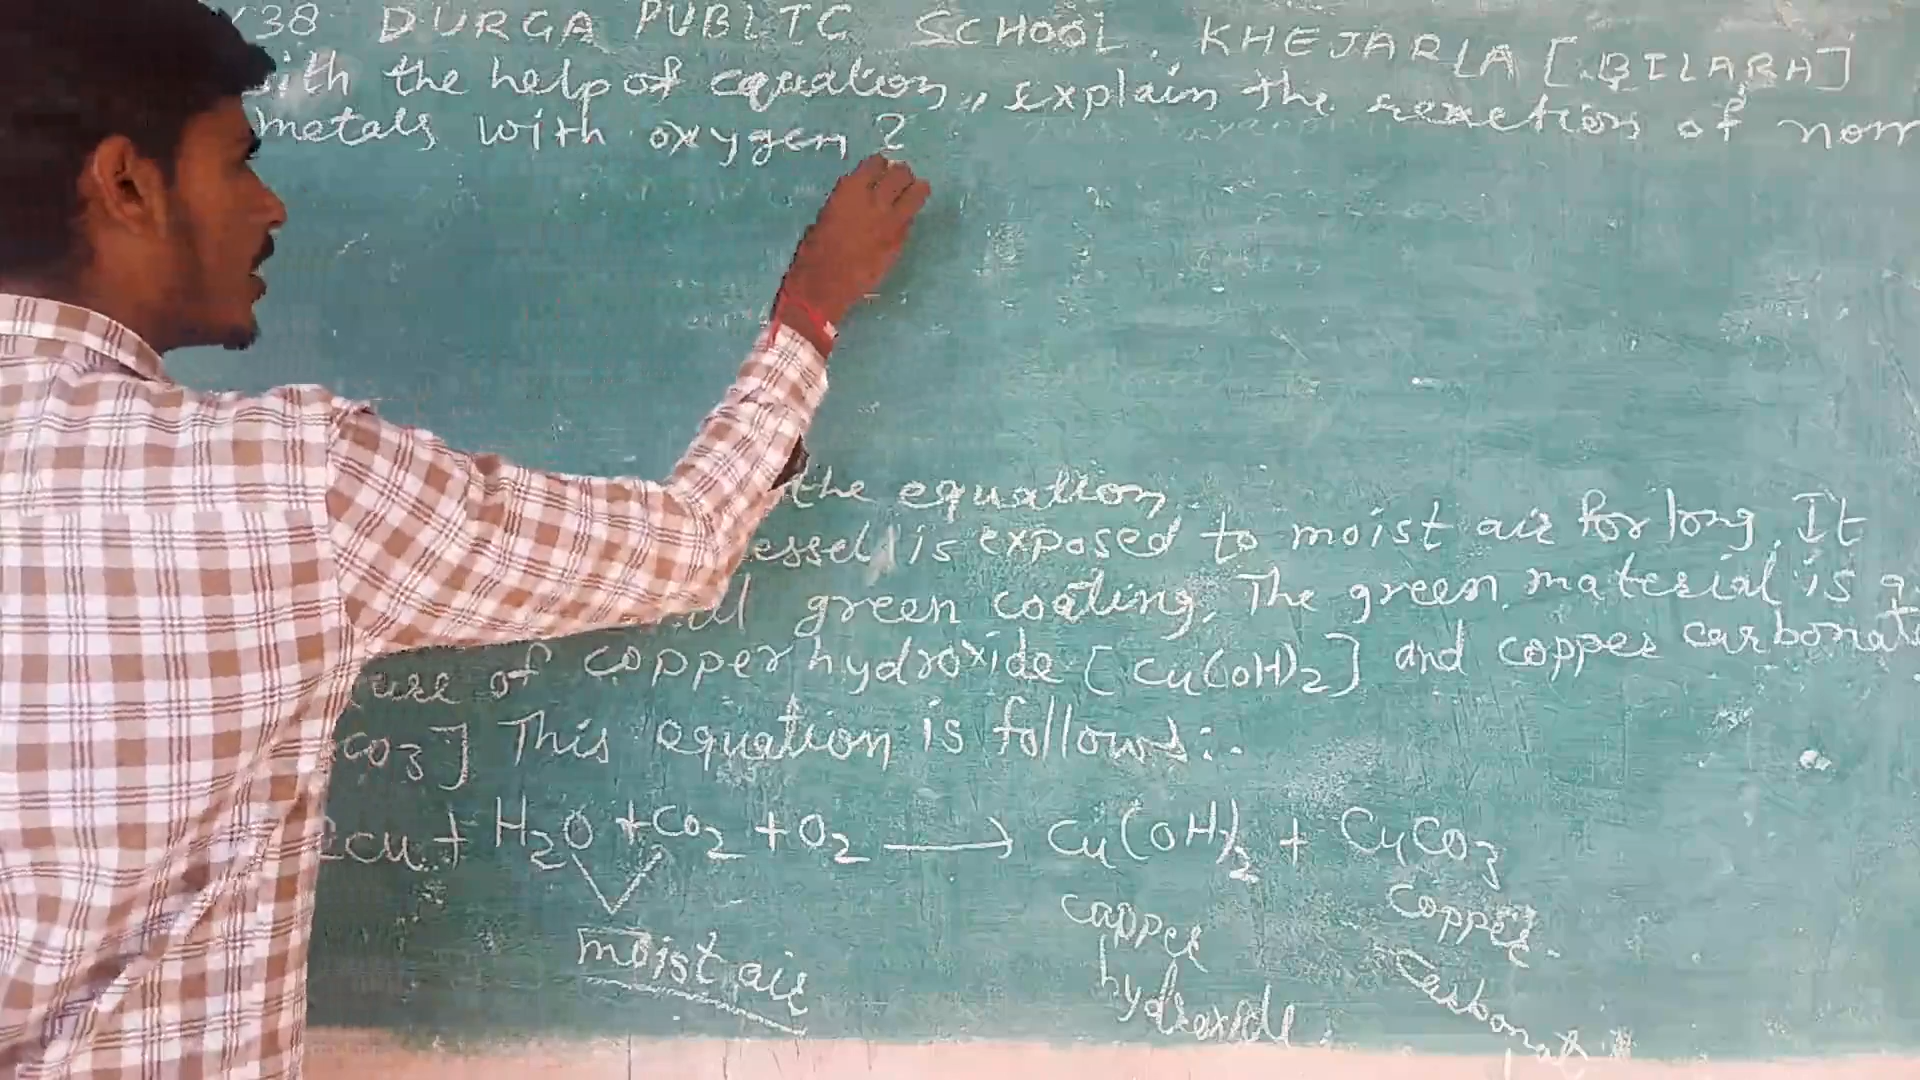 38 DURGA PUBLIC SCHOOL. KHEJARLA [BILARA]
with the help of equation, explain the reaction of non
metals with oxygen ?
the equation
essel is exposed to moist air for long. It
green coating. The green material is a
ure of copper hydroxide [Cu(OH)2] and copper carbonat
CO3] This equation is follows:-
2Cu + H2O + CO2 + O2 → Cu(OH)2 + CuCO3
moist air
copper hydroxide
Copper carbonate